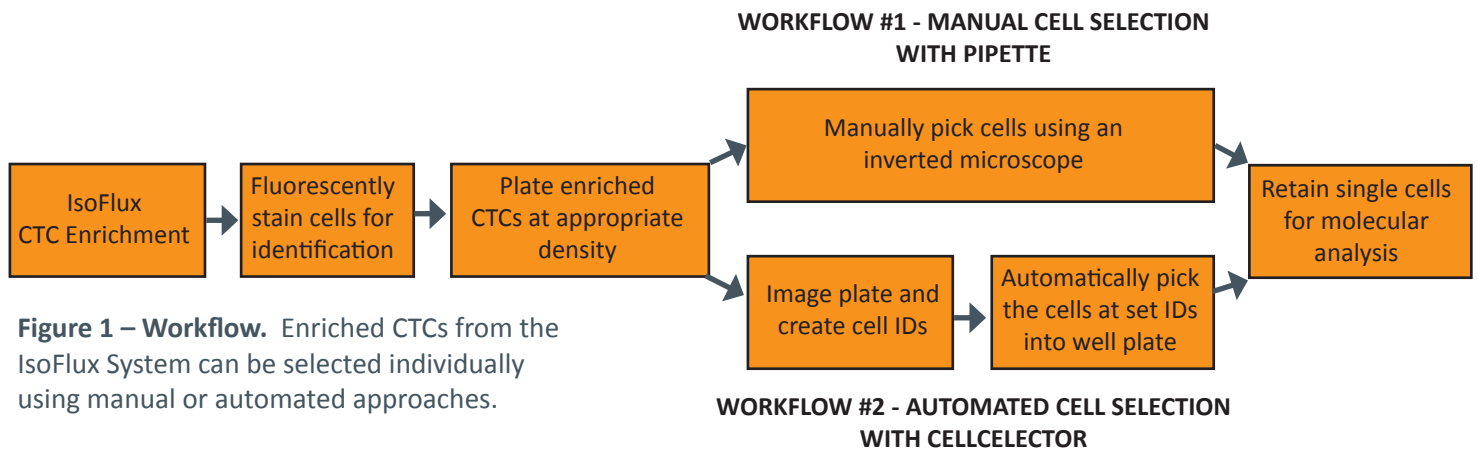 WORKFLOW #1 - MANUAL CELL SELECTION
WITH PIPETTE
IsoFlux
CTC Enrichment
Fluorescently
stain cells for
identification
Plate enriched
CTCs at appropriate
density
Manually pick cells using an
inverted microscope
Image plate and
create cell IDs
Automatically pick
the cells at set IDs
into well plate
Retain single cells
for molecular
analysis
WORKFLOW #2 - AUTOMATED CELL SELECTION
WITH CELLCELECTOR
Figure 1 – Workflow. Enriched CTCs from the
IsoFlux System can be selected individually
using manual or automated approaches.